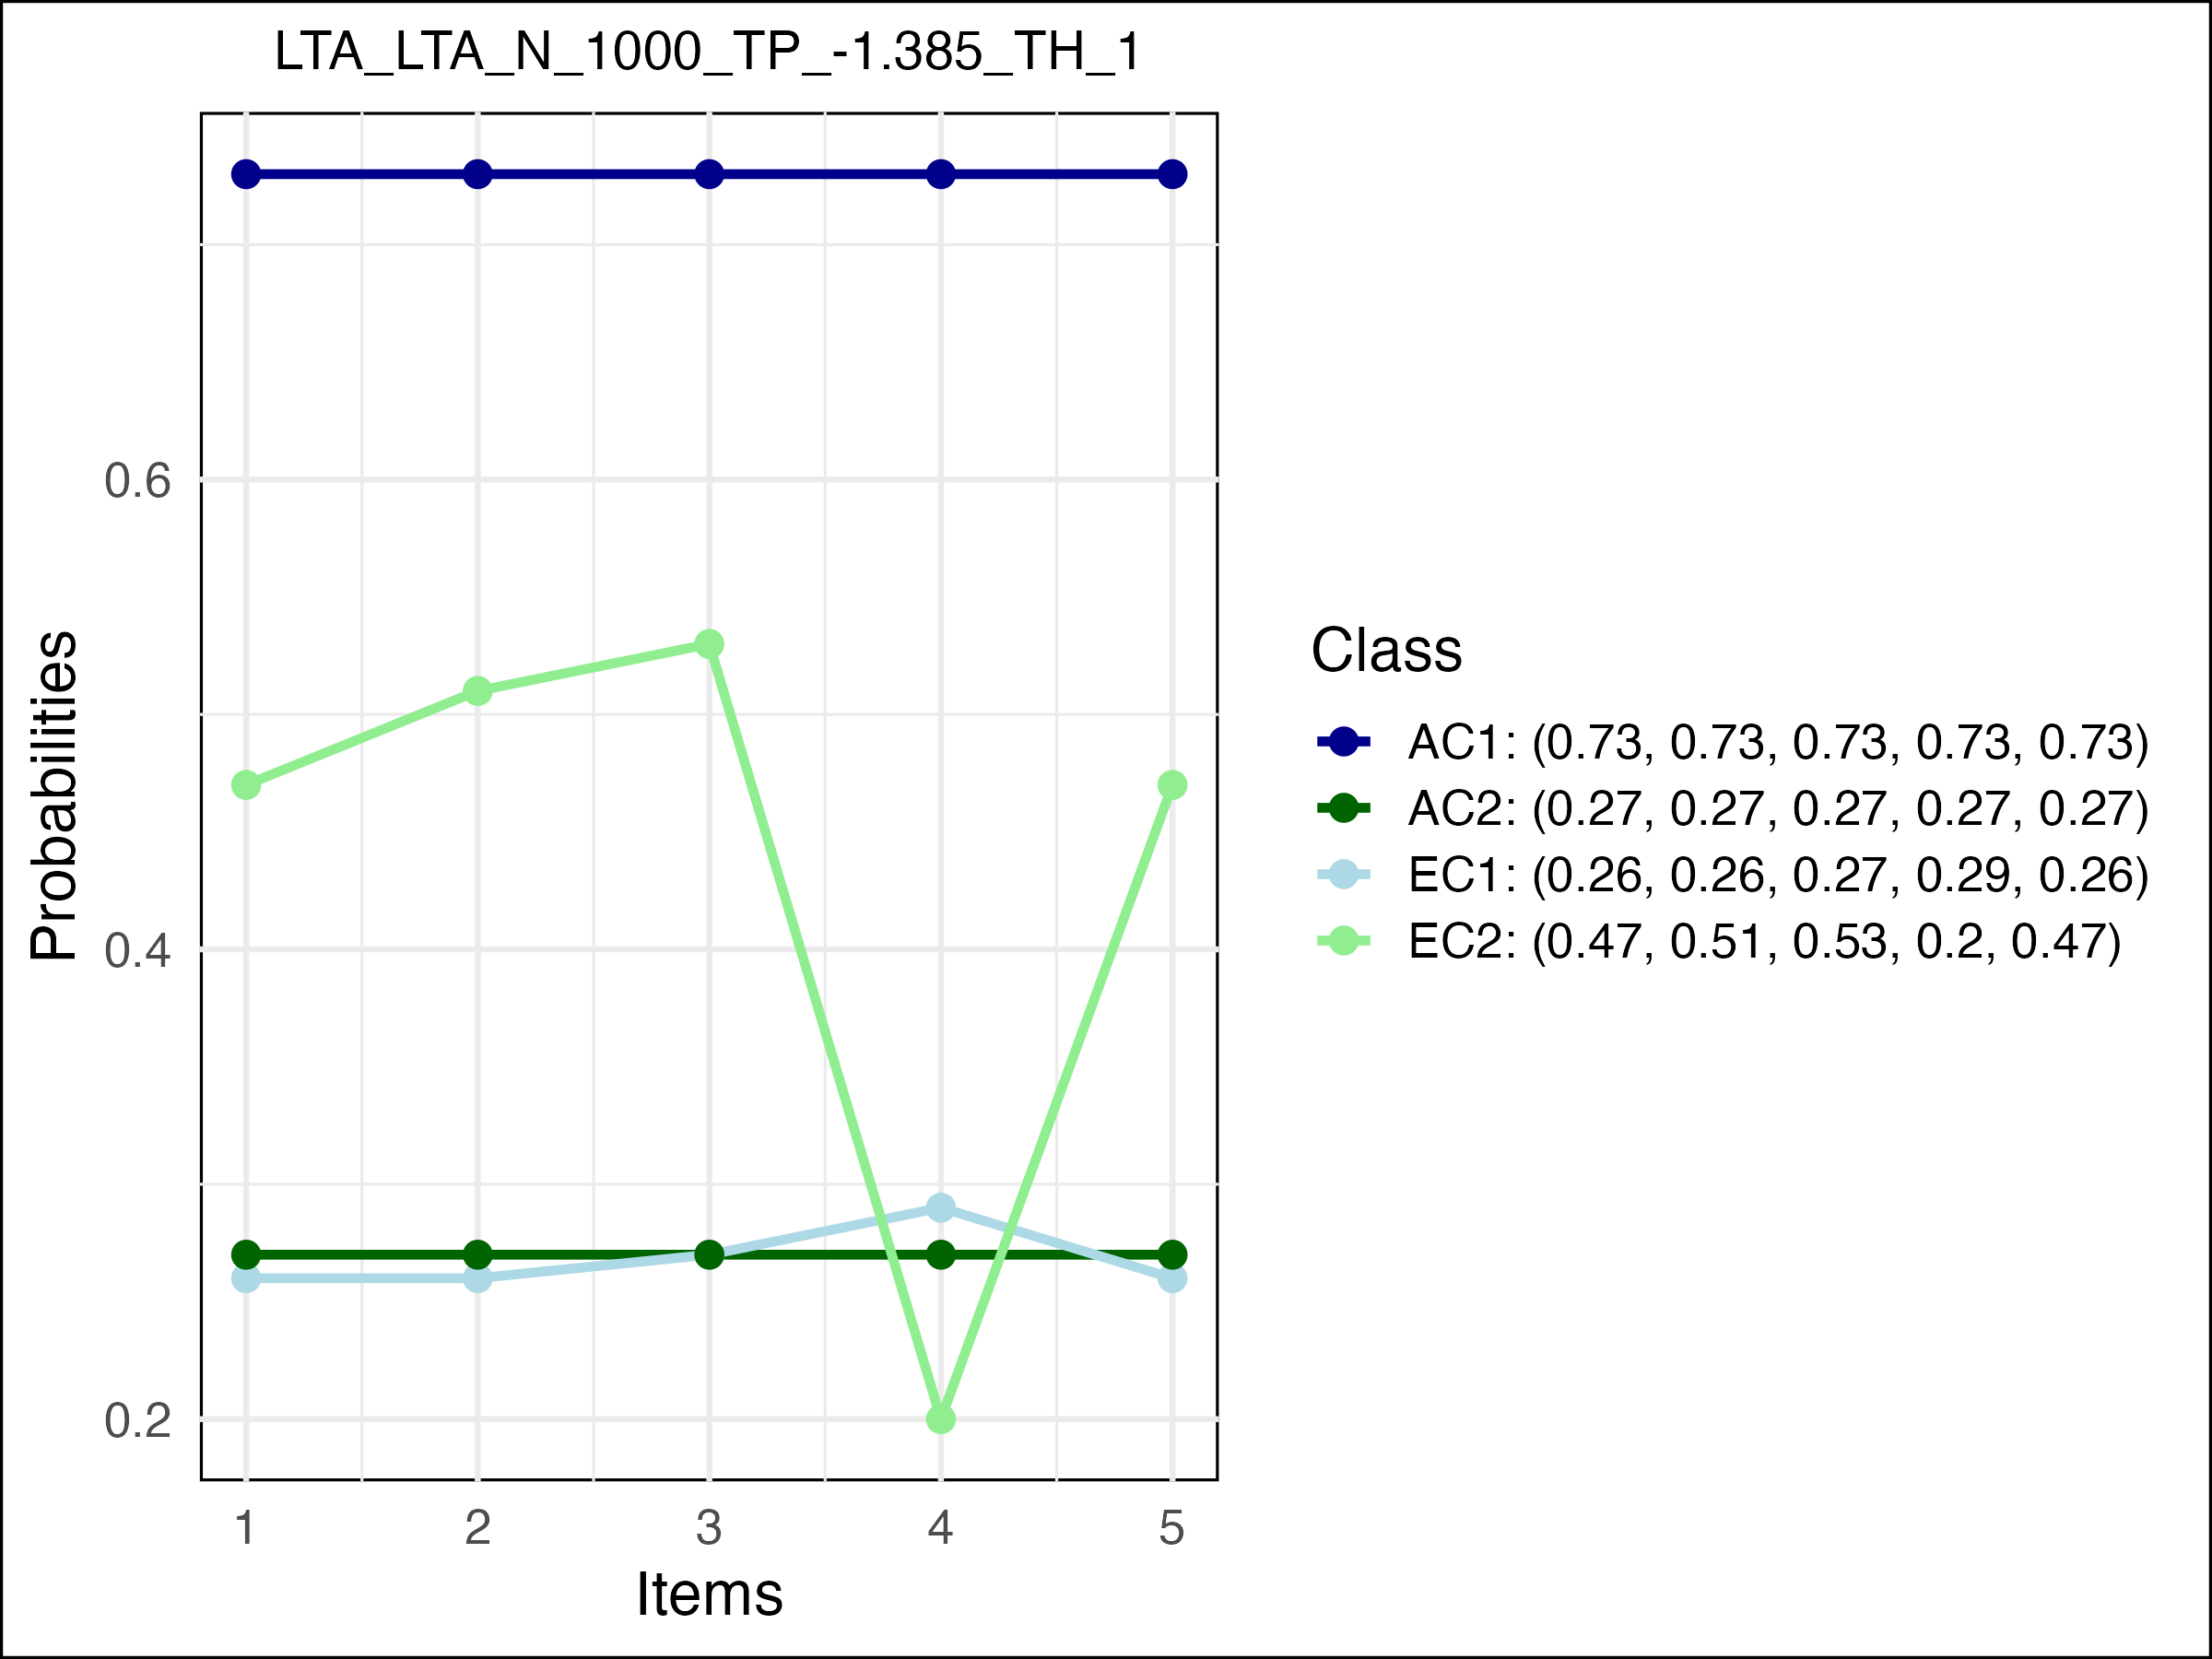 LTA_LTA_N_1000_TP_-1.385_TH_1
Probabilities
0.6
0.4
0.2
1 2 3 4 5
Items
Class
AC1: (0.73, 0.73, 0.73, 0.73, 0.73)
AC2: (0.27, 0.27, 0.27, 0.27, 0.27)
EC1: (0.26, 0.26, 0.27, 0.29, 0.26)
EC2: (0.47, 0.51, 0.53, 0.2, 0.47)